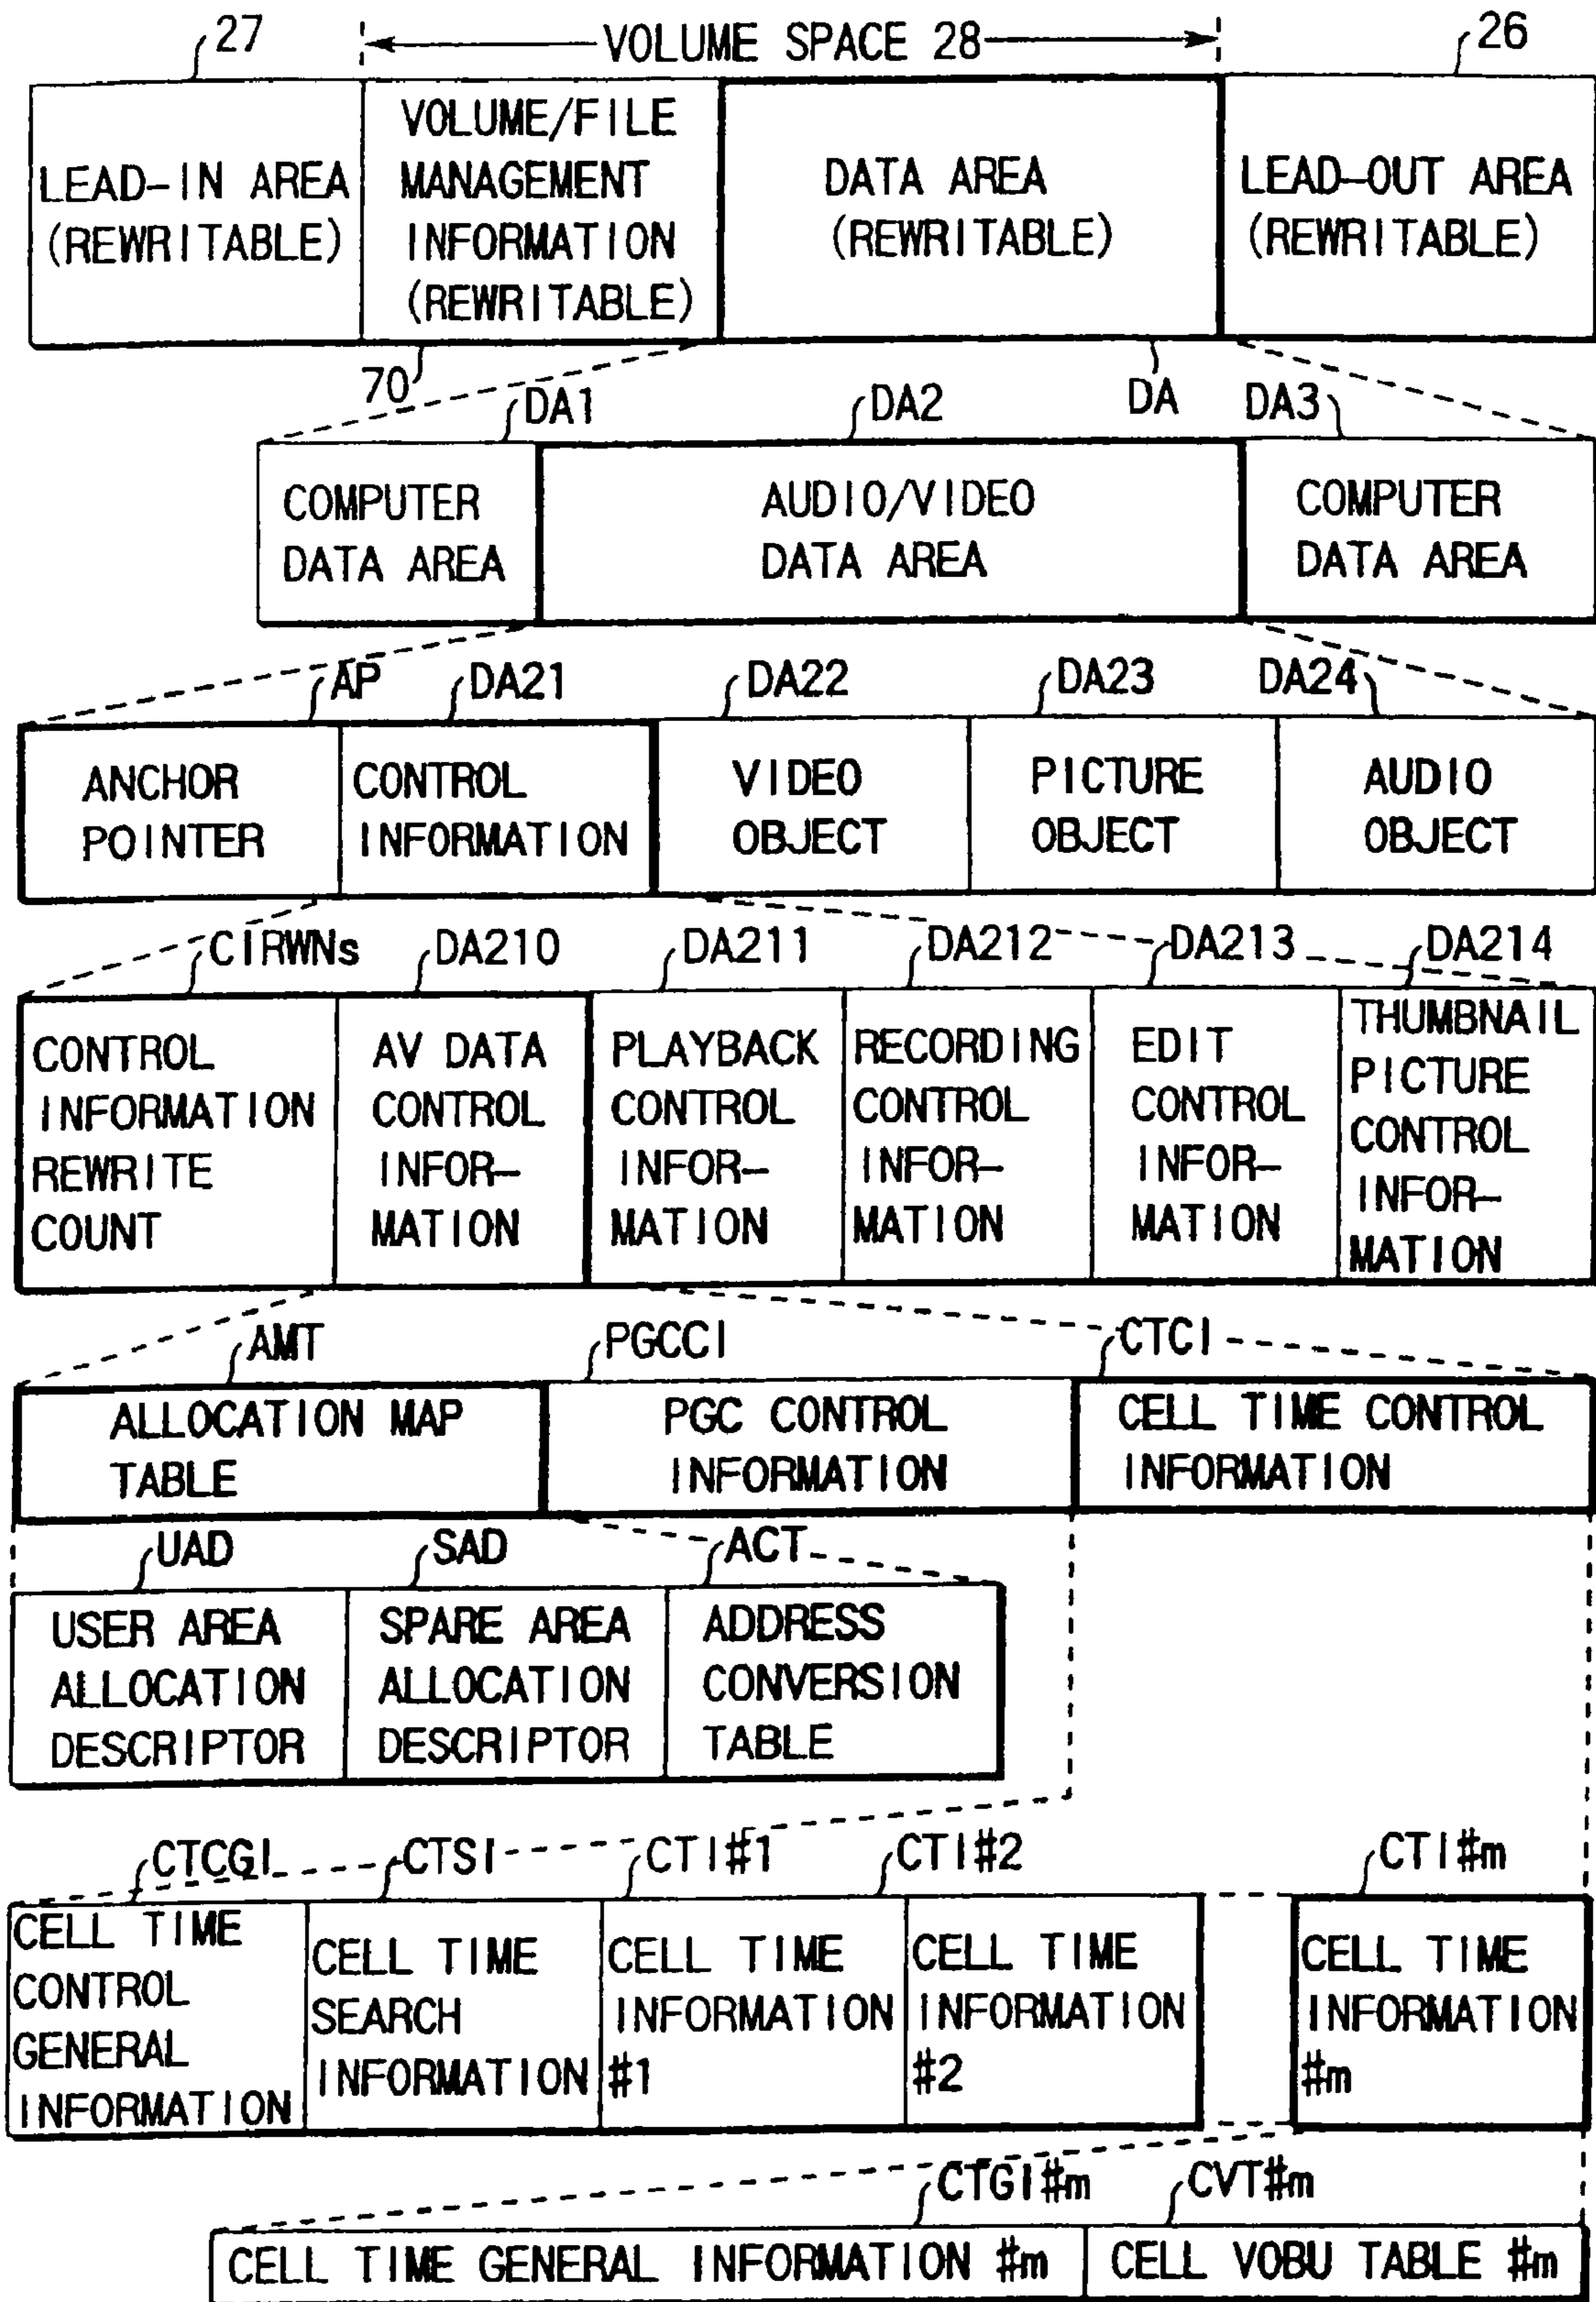 27
VOLUME SPACE 28
26
LEAD-IN AREA
(REWRITABLE)
VOLUME/FILE
MANAGEMENT
INFORMATION
(REWRITABLE)
DATA AREA
(REWRITABLE)
LEAD-OUT AREA
(REWRITABLE)
70
DA1
DA2
DA
DA3
COMPUTER
DATA AREA
AUDIO/VIDEO
DATA AREA
COMPUTER
DATA AREA
AP
DA21
DA22
DA23
DA24
ANCHOR
POINTER
CONTROL
INFORMATION
VIDEO
OBJECT
PICTURE
OBJECT
AUDIO
OBJECT
CIRWNs
DA210
DA211
DA212
DA213
DA214
CONTROL
INFORMATION
REWRITE
COUNT
AV DATA
CONTROL
INFOR-
MATION
PLAYBACK
CONTROL
INFOR-
MATION
RECORDING
CONTROL
INFOR-
MATION
EDIT
CONTROL
INFOR-
MATION
THUMBNAIL
PICTURE
CONTROL
INFOR-
MATION
AMT
PGCCI
CTCI
ALLOCATION MAP
TABLE
PGC CONTROL
INFORMATION
CELL TIME CONTROL
INFORMATION
UAD
SAD
ACT
USER AREA
ALLOCATION
DESCRIPTOR
SPARE AREA
ALLOCATION
DESCRIPTOR
ADDRESS
CONVERSION
TABLE
CTCGI
CTSI
CTI#1
CTI#2
CTI#m
CELL TIME
CONTROL
GENERAL
INFORMATION
CELL TIME
SEARCH
INFORMATION
CELL TIME
INFORMATION
#1
CELL TIME
INFORMATION
#2
CELL TIME
INFORMATION
#m
CTGI#m
CVT#m
CELL TIME GENERAL INFORMATION #m
CELL VOBU TABLE #m